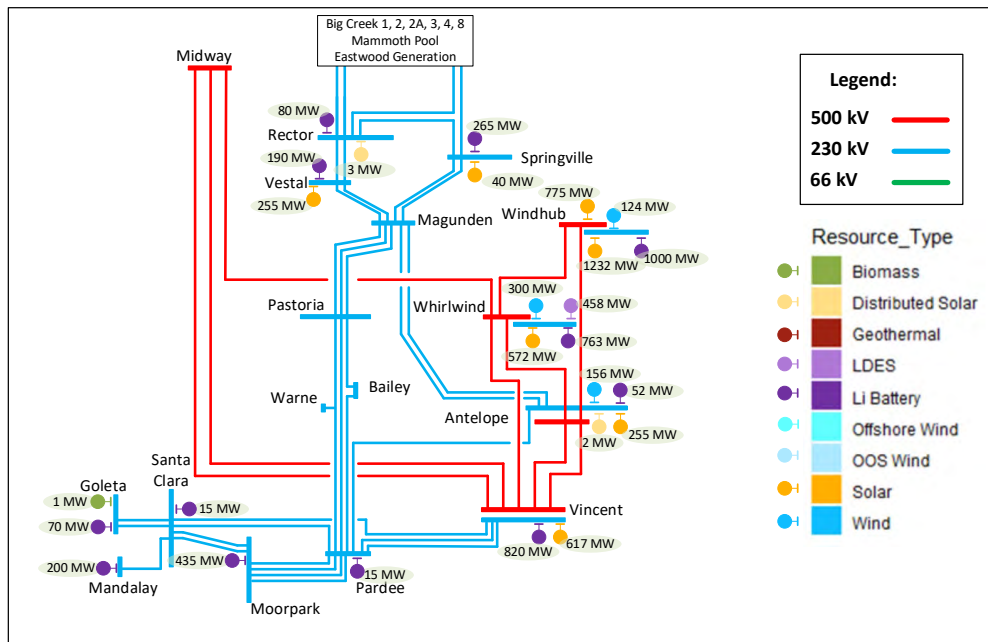 Big Creek 1, 2, 2A, 3, 4, 8
Mammoth Pool
Eastwood Generation
Midway
Legend:
500 kV
230 kV
66 kV
80 MW
Rector
3 MW
265 MW
Springville
40 MW
190 MW
Vestal
255 MW
Magunden
775 MW
Windhub
124 MW
1232 MW
1000 MW
Resource_Type
Biomass
Distributed Solar
Geothermal
LDES
Li Battery
Offshore Wind
OOS Wind
Solar
Wind
Pastoria
300 MW
Whirlwind
458 MW
572 MW
763 MW
Bailey
Warne
156 MW
52 MW
Antelope
2 MW
255 MW
Santa
Clara
Goleta
1 MW
15 MW
70 MW
Vincent
820 MW
617 MW
200 MW
Mandalay
435 MW
Moorpark
15 MW
Pardee